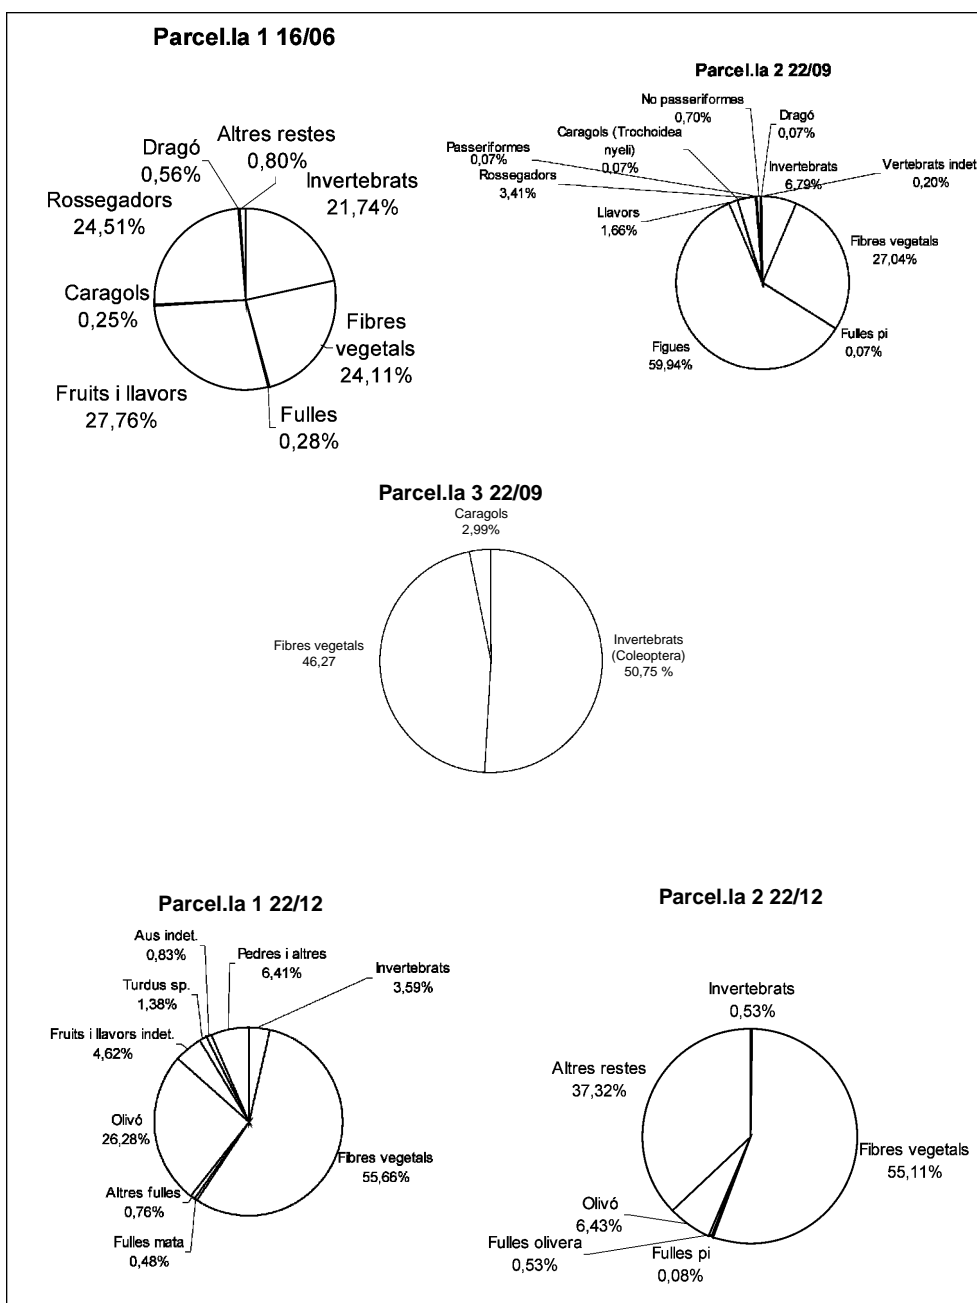 Parcel.la 1 16/06
Altres restes
0,80%
Dragó
0,56%
Invertebrats
21,74%
Rossegadors
24,51%
Caragols
0,25%
Fibres
vegetals
24,11%
Fruits i llavors
27,76%
Fulles
0,28%
Parcel.la 2 22/09
No passeriformes
0,70%
Dragó
0,07%
Caragols (Trochoidea
nyeli)
0,07%
Passeriformes
0,07%
Rossegadors
3,41%
Invertebrats
6,79%
Vertebrats indet
0,20%
Llavors
1,66%
Fibres vegetals
27,04%
Fulles pi
0,07%
Figues
59,94%
Parcel.la 3 22/09
Caragols
2,99%
Fibres vegetals
46,27
Invertebrats
(Coleoptera)
50,75 %
Parcel.la 1 22/12
Aus indet.
0,83%
Pedres i altres
6,41%
Invertebrats
3,59%
Turdus sp.
1,38%
Fruits i llavors indet.
4,62%
Olivó
26,28%
Fibres vegetals
55,66%
Altres fulles
0,76%
Fulles mata
0,48%
Parcel.la 2 22/12
Invertebrats
0,53%
Altres restes
37,32%
Fibres vegetals
55,11%
Olivó
6,43%
Fulles olivera
0,53%
Fulles pi
0,08%